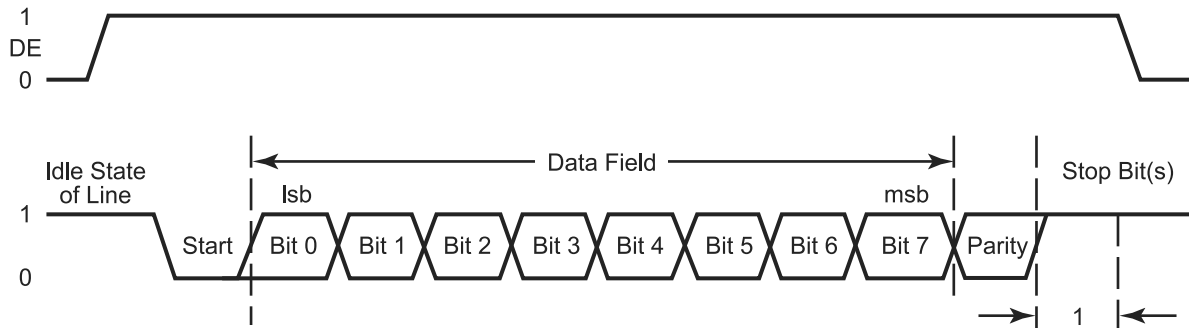 1
DE
0
Data Field
Idle State
of Line
Stop Bit(s)
lsb
msb
1
Start
Bit 0
Bit 1
Bit 2
Bit 3
Bit 4
Bit 5
Bit 6
Bit 7
Parity
0
1